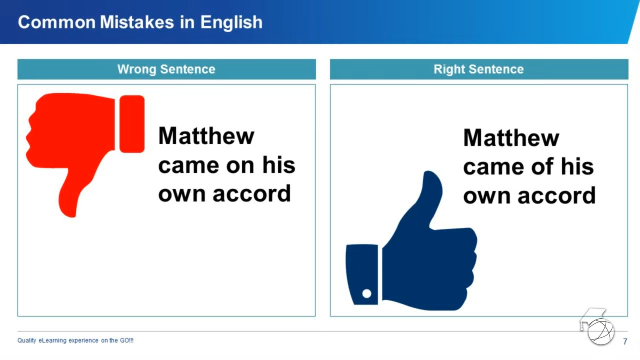 Common Mistakes in English
Wrong Sentence
Matthew
came on his
own accord
Right Sentence
Matthew
came of his
own accord
Quality eLearning experience on the GO!!!
7